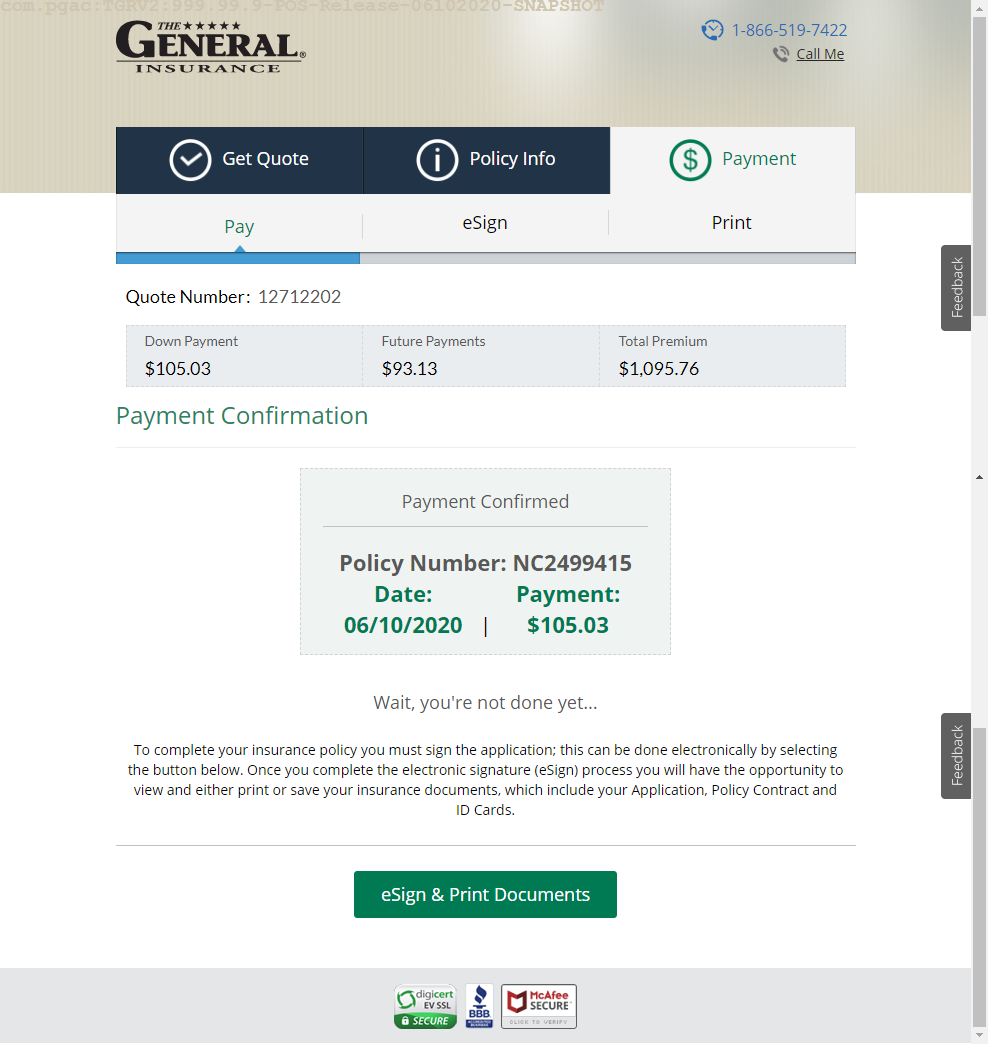 com.pgac:TGRV2:999.99.9-POS-Release-06102020-SNAPSHOT
THE
GENERAL®
INSURANCE
1-866-519-7422
Call Me
Get Quote
Policy Info
Payment
Pay
eSign
Print
Feedback
Quote Number: 12712202
Down Payment Future Payments Total Premium
$105.03 $93.13 $1,095.76
Payment Confirmation
Payment Confirmed
Policy Number: NC2499415
Date: Payment:
06/10/2020 | $105.03
Wait, you're not done yet...
Feedback
To complete your insurance policy you must sign the application; this can be done electronically by selecting
the button below. Once you complete the electronic signature (eSign) process you will have the opportunity to
view and either print or save your insurance documents, which include your Application, Policy Contract and
ID Cards.
eSign & Print Documents
digicert
EV SSL
SECURE
BBB
ACCREDITED
BUSINESS
McAfee
SECURE
CLICK TO VERIFY